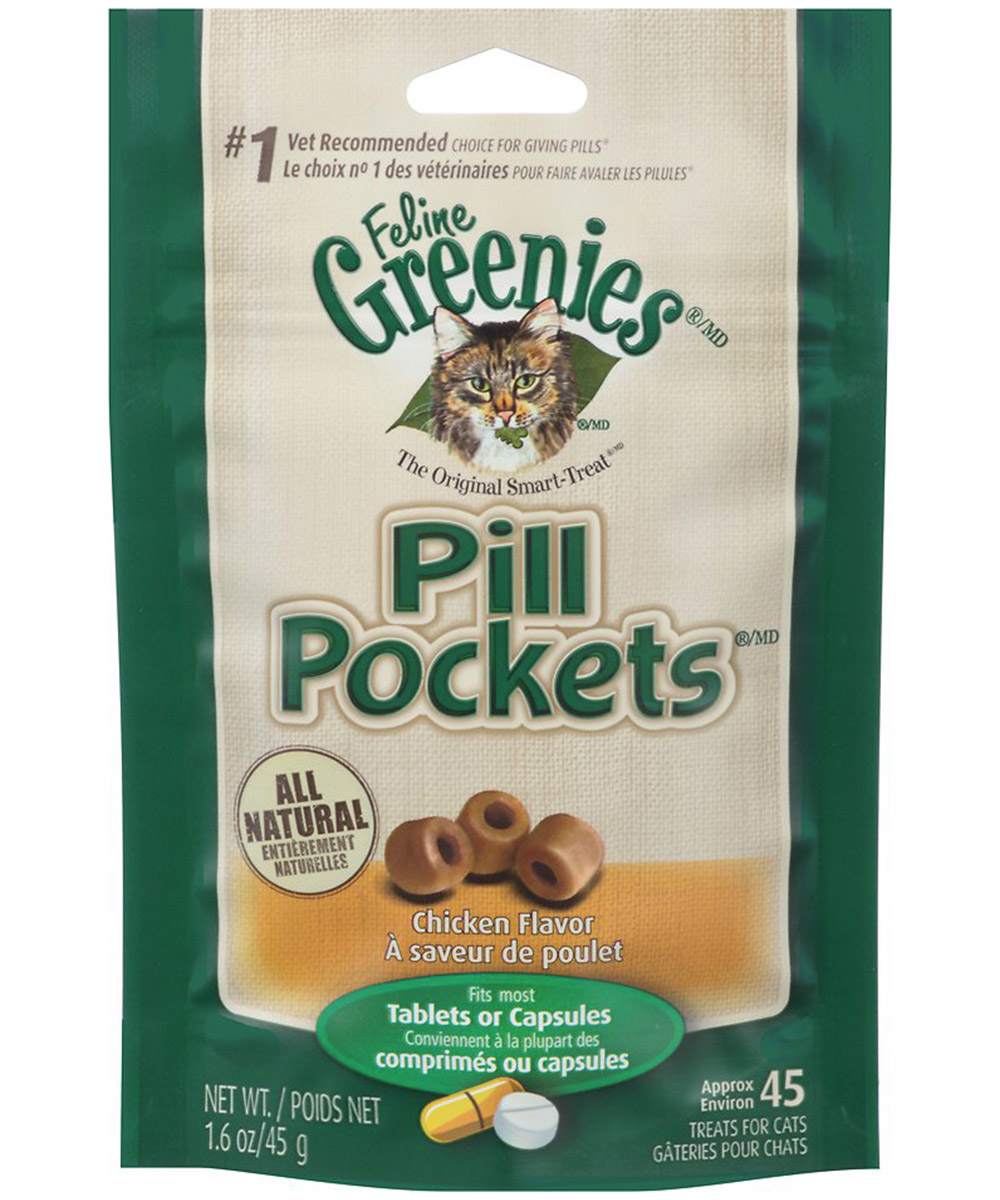 #1 Vet Recommended CHOICE FOR GIVING PILLS®
Le choix nº 1 des vétérinaires POUR FAIRE AVALER LES PILULES®
Feline
Greenies®/MD
®/MD
The Original Smart-Treat®/MD
Pill
Pockets®/MD
ALL
NATURAL
ENTIÈREMENT
NATURELLES
Chicken Flavor
À saveur de poulet
Fits most
Tablets or Capsules
Conviennent à la plupart des
comprimés ou capsules
NET WT. / POIDS NET
1.6 oz/45 g
Approx
Environ 45
TREATS FOR CATS
GÂTERIES POUR CHATS